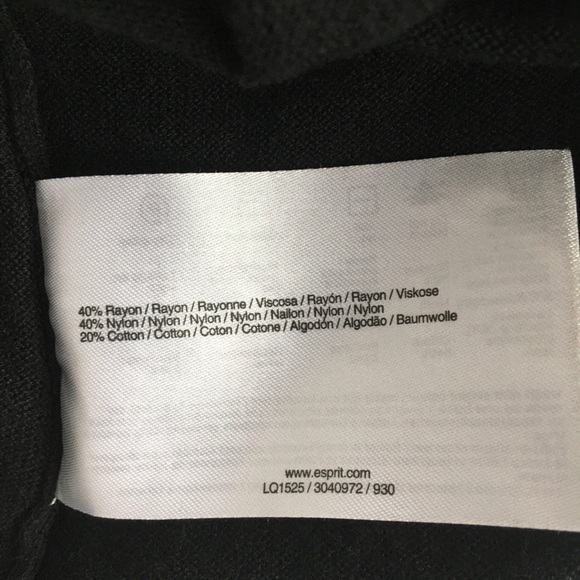 40% Rayon / Rayon / Rayonne / Viscosa / Rayón / Rayon / Viskose
40% Nylon / Nylon / Nylon / Nylon / Nailon / Nylon / Nylon
20% Cotton / Cotton / Coton / Cotone / Algodón / Algodão / Baumwolle
www.esprit.com
LQ1525 / 3040972 / 930